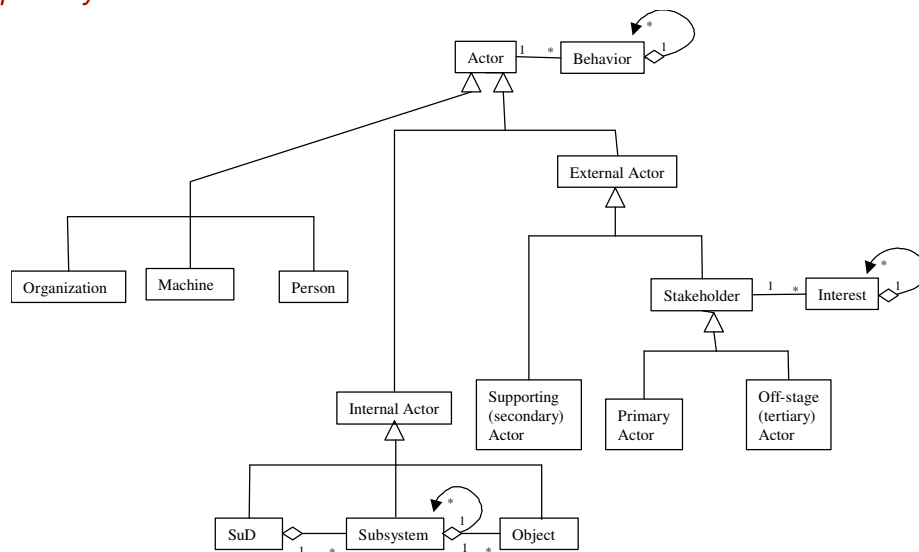 Actor
1
*
Behavior
*
1
External Actor
Organization
Machine
Person
Stakeholder
1
*
Interest
*
1
Internal Actor
Supporting
(secondary)
Actor
Primary
Actor
Off-stage
(tertiary)
Actor
SuD
1
*
Subsystem
*
1
1
*
Object